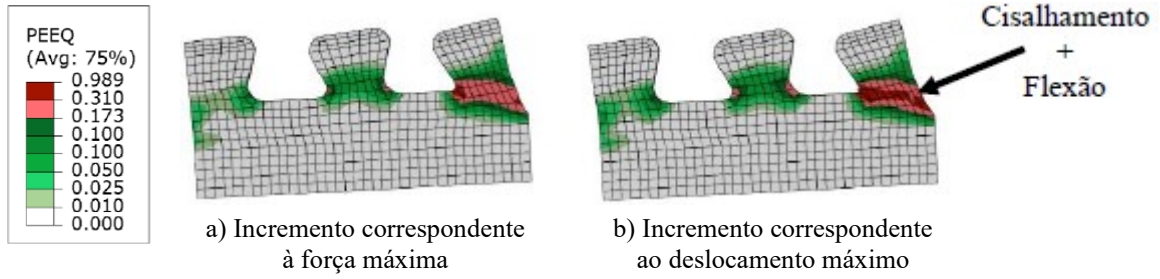 PEEQ
(Avg: 75%)
0.989
0.310
0.173
0.100
0.100
0.050
0.025
0.010
0.000
Cisalhamento
+
Flexão
a) Incremento correspondente
à força máxima
b) Incremento correspondente
ao deslocamento máximo